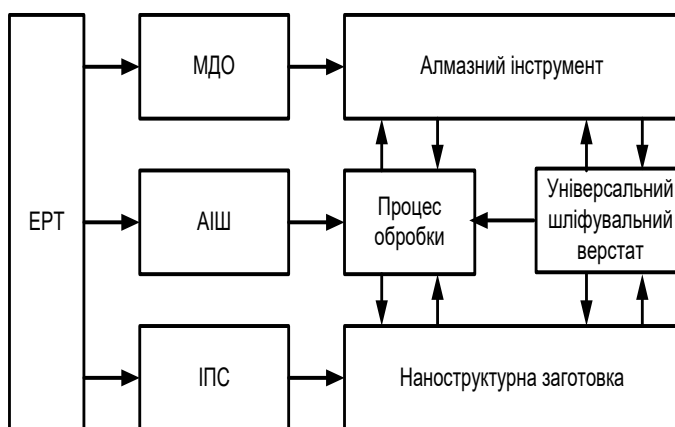 МДО
Алмазний інструмент
ЕРТ
АІШ
Процес
обробки
Універсальний
шліфувальний
верстат
ІПС
Наноструктурна заготовка